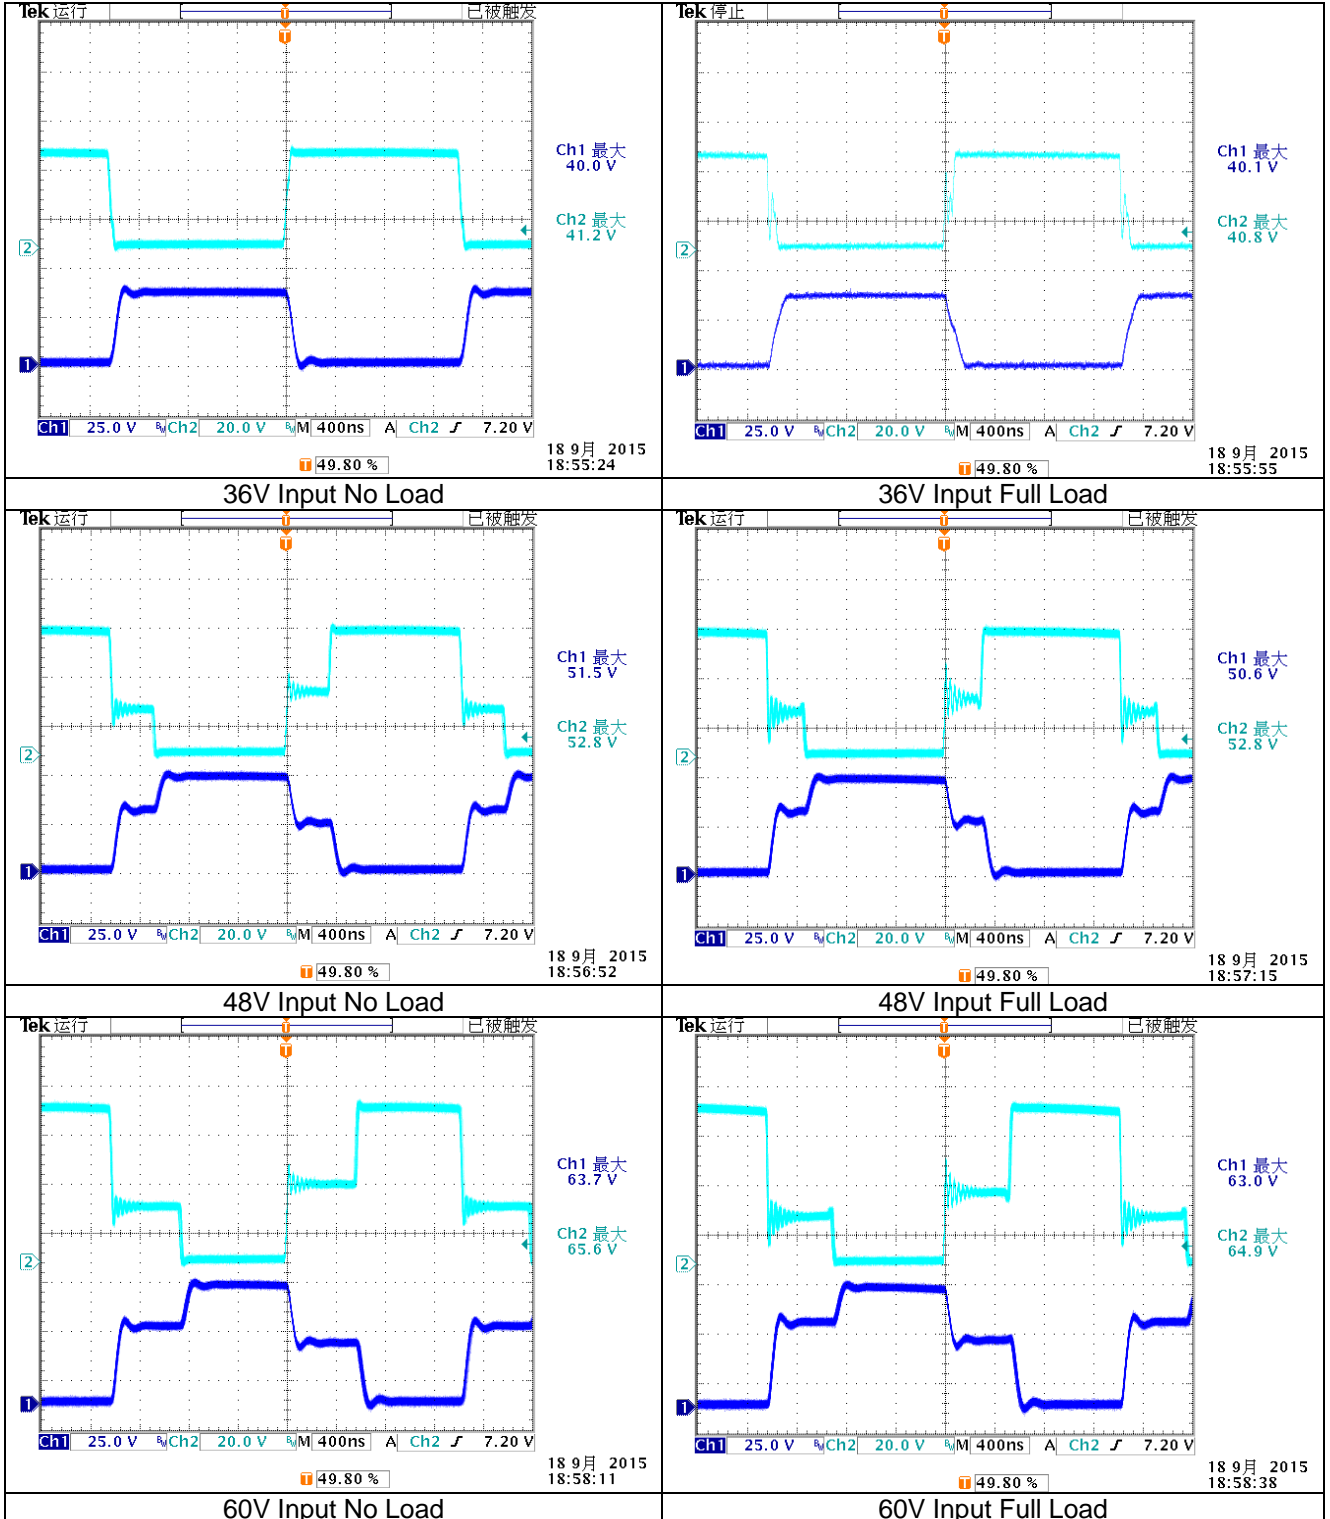 Tek 运行 已被触发
Ch1 最大
40.0 V
Ch2 最大
41.2 V
Ch1 25.0 V Ch2 20.0 V M 400ns A Ch2 7.20 V
18 9月 2015
18:55:24
T 49.80 %
36V Input No Load
Tek 停止
Ch1 最大
40.1 V
Ch2 最大
40.8 V
Ch1 25.0 V Ch2 20.0 V M 400ns A Ch2 7.20 V
18 9月 2015
18:55:55
T 49.80 %
36V Input Full Load
Tek 运行 已被触发
Ch1 最大
51.5 V
Ch2 最大
52.8 V
Ch1 25.0 V Ch2 20.0 V M 400ns A Ch2 7.20 V
18 9月 2015
18:56:52
T 49.80 %
48V Input No Load
Tek 运行 已被触发
Ch1 最大
50.6 V
Ch2 最大
52.8 V
Ch1 25.0 V Ch2 20.0 V M 400ns A Ch2 7.20 V
18 9月 2015
18:57:15
T 49.80 %
48V Input Full Load
Tek 运行 已被触发
Ch1 最大
63.7 V
Ch2 最大
65.6 V
Ch1 25.0 V Ch2 20.0 V M 400ns A Ch2 7.20 V
18 9月 2015
18:58:11
T 49.80 %
60V Input No Load
Tek 运行 已被触发
Ch1 最大
63.0 V
Ch2 最大
64.9 V
Ch1 25.0 V Ch2 20.0 V M 400ns A Ch2 7.20 V
18 9月 2015
18:58:38
T 49.80 %
60V Input Full Load